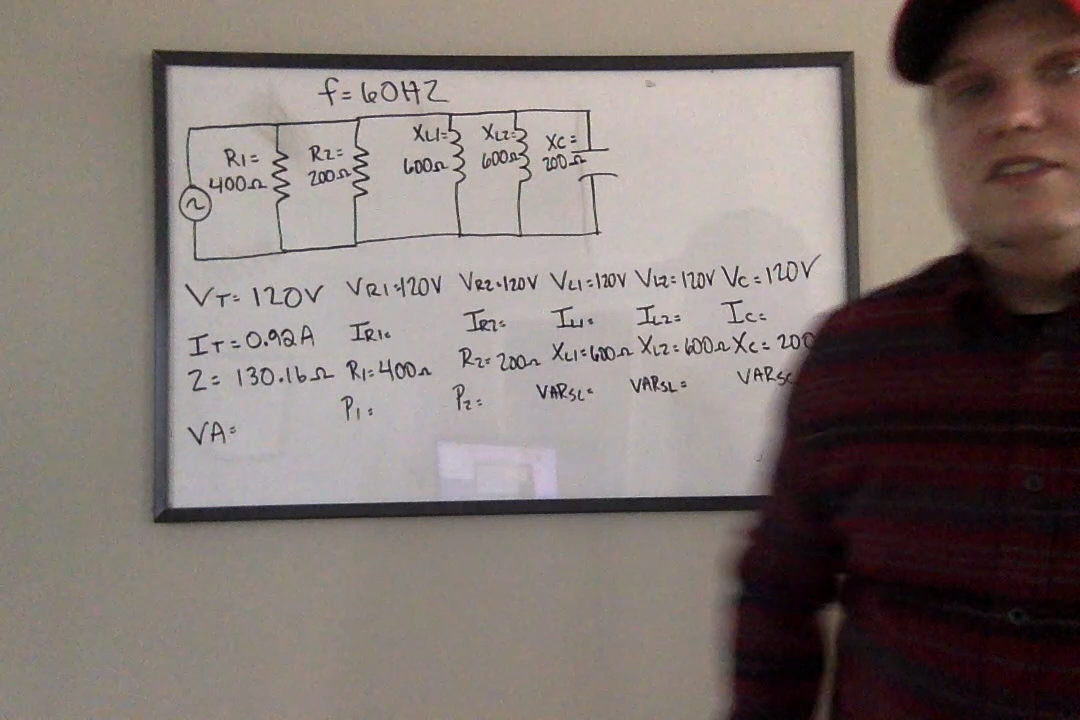 f=60HZ
R1= 400Ω
R2= 200Ω
XL1= 600Ω
XL2= 600Ω
XC= 200Ω
~
VT=120V VR1=120V VR2=120V VL1=120V VL2=120V VC=120V
IT=0.92A IR1= IR2= IL1= IL2= IC=
Z=130.16Ω R1=400Ω R2=200Ω XL1=600Ω XL2=600Ω XC=200
VA= P1= P2= VARSL= VARSL= VARSC